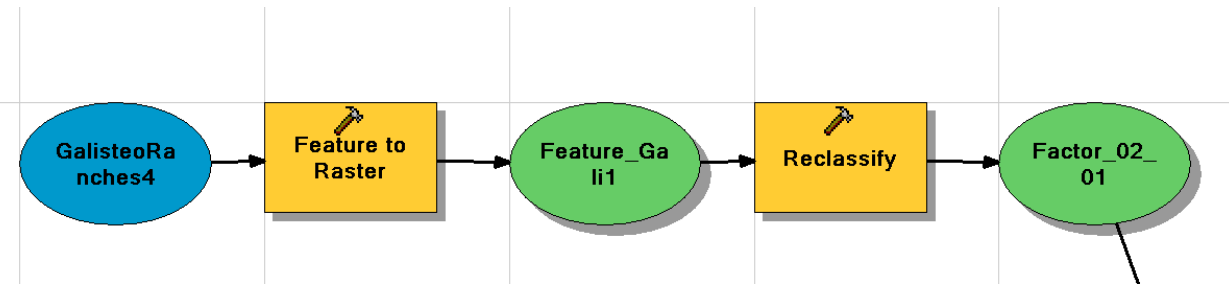 GalisteoRa
nches4
Feature to
Raster
Feature_Ga
li1
Reclassify
Factor_02_
01